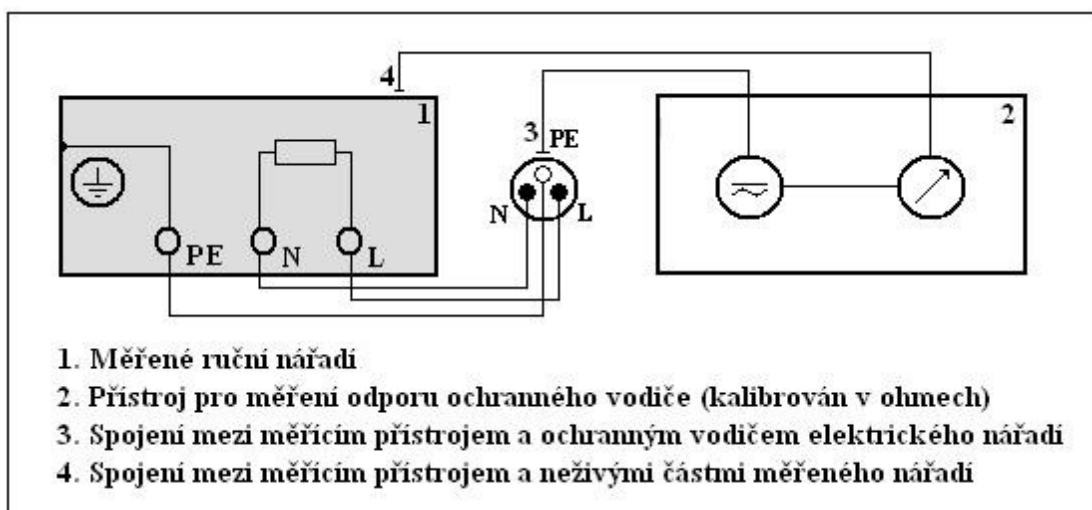 4
1
2
3 PE
N
L
PE
N
L
1. Měřené ruční nářadí
2. Přístroj pro měření odporu ochranného vodiče (kalibrován v ohmech)
3. Spojení mezi měřícím přístrojem a ochranným vodičem elektrického nářadí
4. Spojení mezi měřícím přístrojem a neživými částmi měřeného nářadí